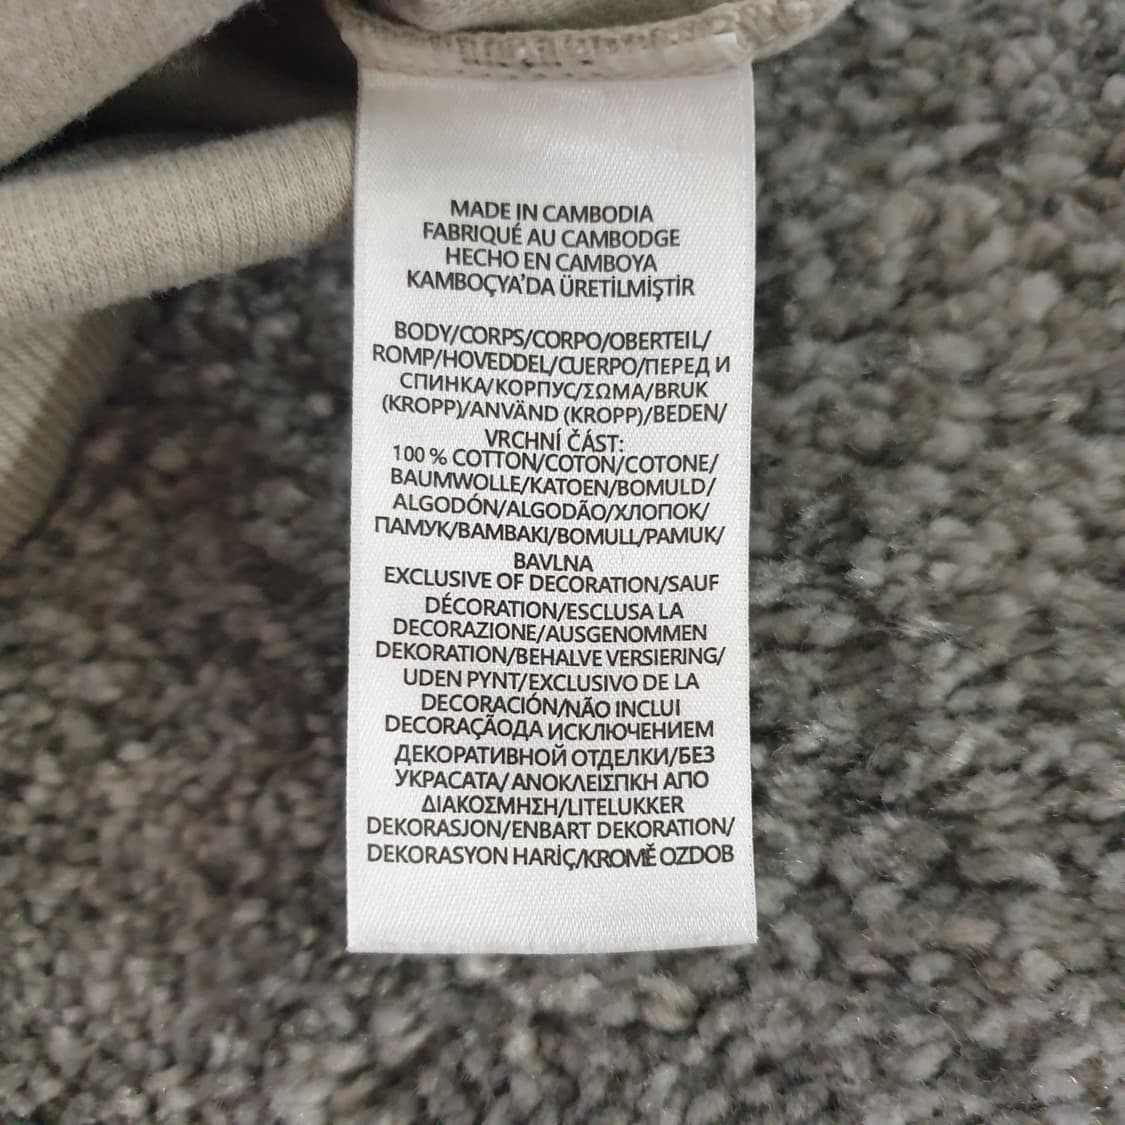 MADE IN CAMBODIA
FABRIQUÉ AU CAMBODGE
HECHO EN CAMBOYA
KAMBOÇYA'DA ÜRETİLMİŞTİR
BODY/CORPS/CORPO/OBERTEIL/
ROMP/HOVEDDEL/CUERPO/ПЕРЕД И
СПИНКА/КОРПУС/ΣΩΜΑ/BRUK
(KROPP)/ANVÄND (KROPP)/BEDEN/
VRCHNÍ ČÁST:
100 % COTTON/COTON/COTONE/
BAUMWOLLE/KATOEN/BOMULD/
ALGODÓN/ALGODÃO/ХЛОПОК/
ПАМУК/BAMBAKI/BOMULL/PAMUK/
BAVLNA
EXCLUSIVE OF DECORATION/SAUF
DÉCORATION/ESCLUSA LA
DECORAZIONE/AUSGENOMMEN
DEKORATION/BEHALVE VERSIERING/
UDEN PYNT/EXCLUSIVO DE LA
DECORACIÓN/NÃO INCLUI
DECORAÇÃOДА ИСКЛЮЧЕНИЕМ
ДЕКОРАТИВНОЙ ОТДЕЛКИ/БЕЗ
УКРАСАТА/ΑΝΟΚΛΕΙΣΠΚΗ ΑΠΟ
ΔΙΑΚΟΣΜΗΣΗ/LITELUKKER
DEKORASJON/ENBART DEKORATION/
DEKORASYON HARİÇ/KROMĚ OZDOB